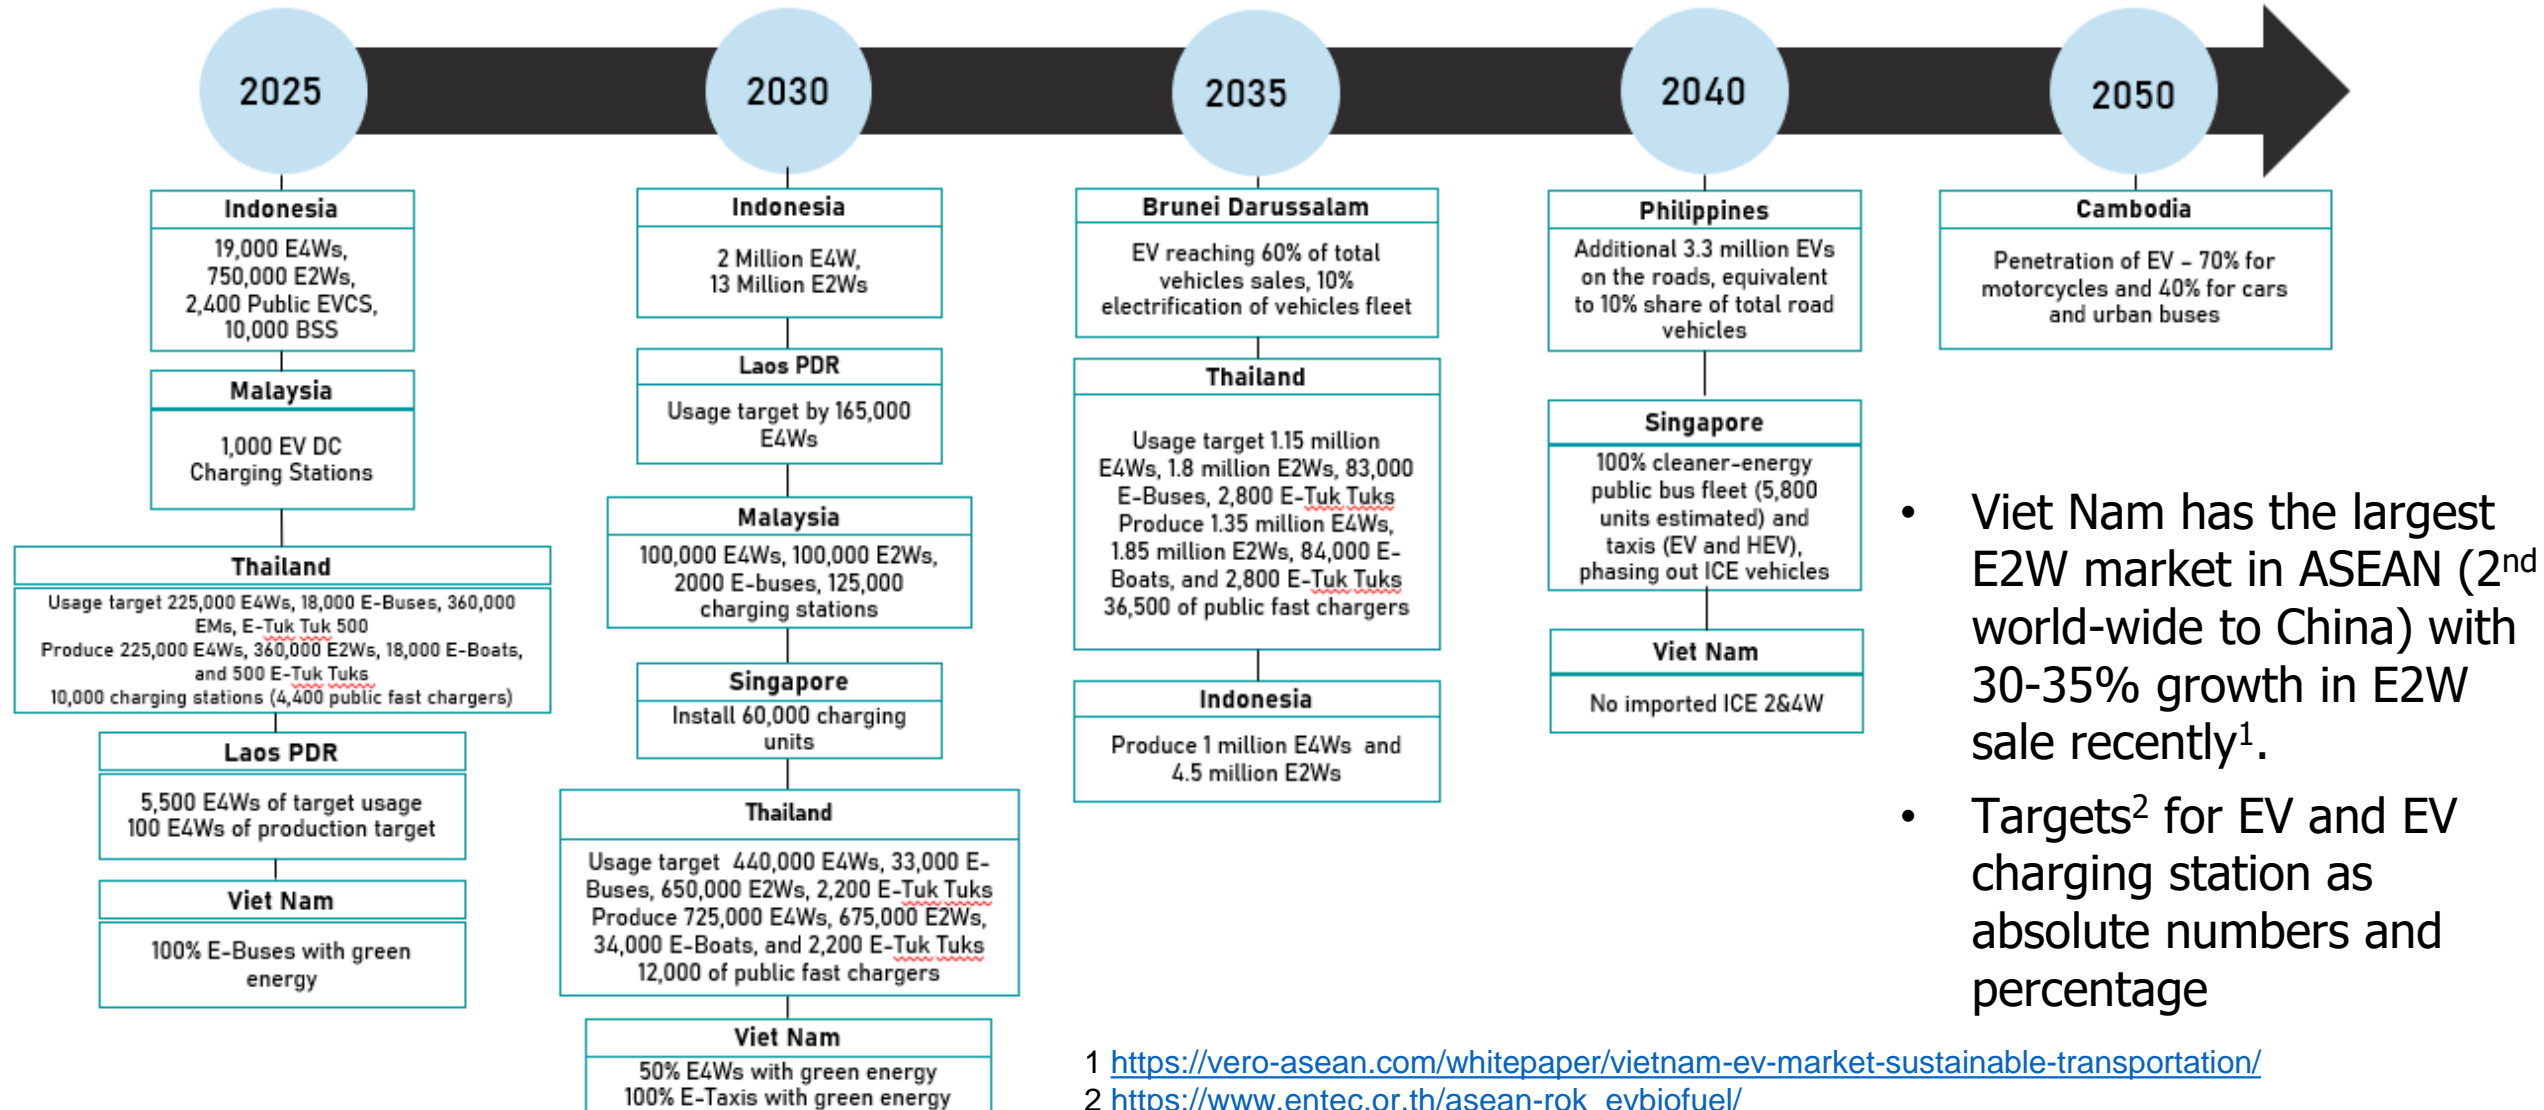 2025
2030
2035
2040
2050
Indonesia
19,000 E4Ws,
750,000 E2Ws,
2,400 Public EVCS,
10,000 BSS
Malaysia
1,000 EV DC
Charging Stations
Thailand
Usage target 225,000 E4Ws, 18,000 E-Buses, 360,000
EMs, E-Tuk Tuk 500
Produce 225,000 E4Ws, 360,000 E2Ws, 18,000 E-Boats,
and 500 E-Tuk Tuks
10,000 charging stations (4,400 public fast chargers)
Laos PDR
5,500 E4Ws of target usage
100 E4Ws of production target
Viet Nam
100% E-Buses with green
energy
Indonesia
2 Million E4W,
13 Million E2Ws
Laos PDR
Usage target by 165,000
E4Ws
Malaysia
100,000 E4Ws, 100,000 E2Ws,
2000 E-buses, 125,000
charging stations
Singapore
Install 60,000 charging
units
Thailand
Usage target 440,000 E4Ws, 33,000 E-
Buses, 650,000 E2Ws, 2,200 E-Tuk Tuks
Produce 725,000 E4Ws, 675,000 E2Ws,
34,000 E-Boats, and 2,200 E-Tuk Tuks
12,000 of public fast chargers
Viet Nam
50% E4Ws with green energy
100% E-Taxis with green energy
Brunei Darussalam
EV reaching 60% of total
vehicles sales, 10%
electrification of vehicles fleet
Thailand
Usage target 1.15 million
E4Ws, 1.8 million E2Ws, 83,000
E-Buses, 2,800 E-Tuk Tuks
Produce 1.35 million E4Ws,
1.85 million E2Ws, 84,000 E-
Boats, and 2,800 E-Tuk Tuks
36,500 of public fast chargers
Indonesia
Produce 1 million E4Ws and
4.5 million E2Ws
Philippines
Additional 3.3 million EVs
on the roads, equivalent
to 10% share of total road
vehicles
Singapore
100% cleaner-energy
public bus fleet (5,800
units estimated) and
taxis (EV and HEV),
phasing out ICE vehicles
Viet Nam
No imported ICE 2&4W
Cambodia
Penetration of EV – 70% for
motorcycles and 40% for cars
and urban buses
• Viet Nam has the largest
E2W market in ASEAN (2nd
world-wide to China) with
30-35% growth in E2W
sale recently¹.
• Targets² for EV and EV
charging station as
absolute numbers and
percentage
1 https://vero-asean.com/whitepaper/vietnam-ev-market-sustainable-transportation/
2 https://www.entec.or.th/asean-rok_evbiofuel/